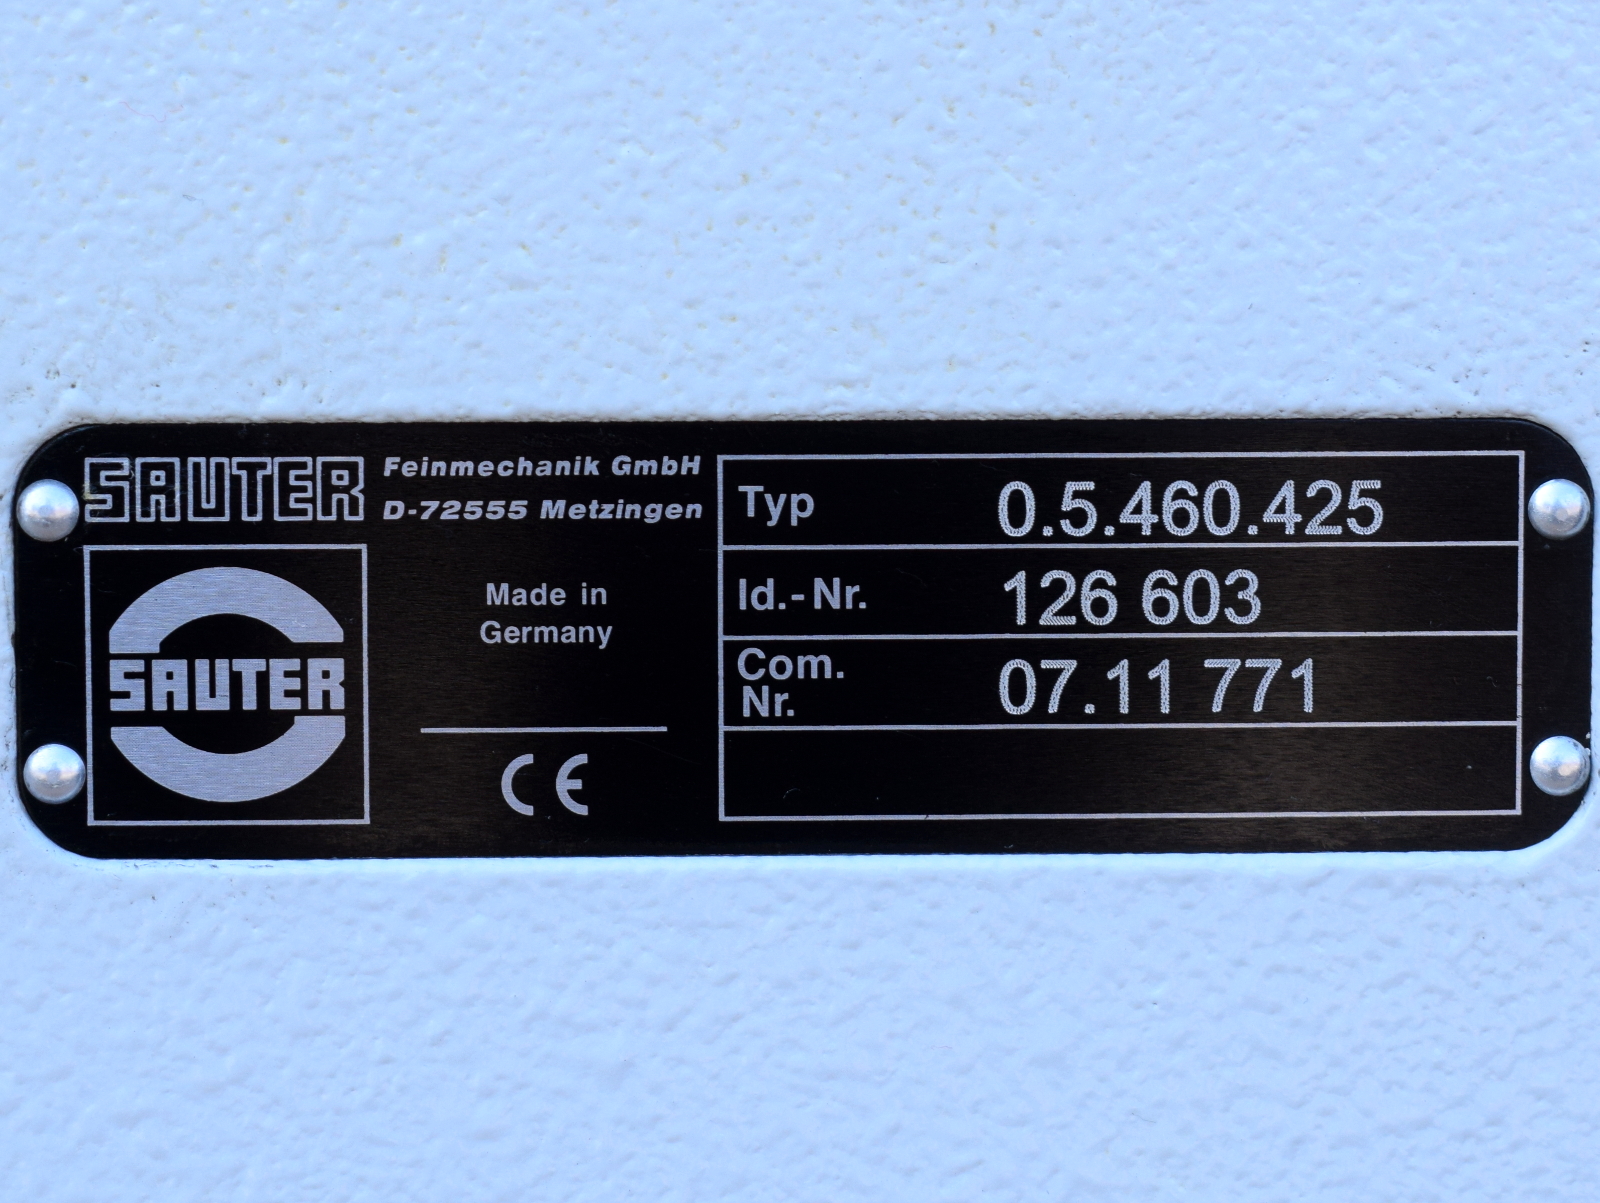 SAUTER Feinmechanik GmbH
D-72555 Metzingen
SAUTER
Made in
Germany
CE
Typ 0.5.460.425
Id.-Nr. 126 603
Com.
Nr. 07.11 771